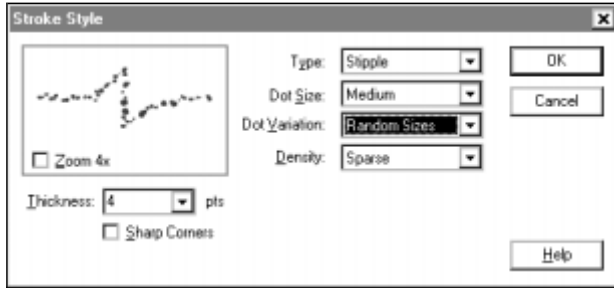 Stroke Style
Type: Stipple
OK
Dot Size: Medium
Cancel
Dot Variation: Random Sizes
Zoom 4x
Density: Sparse
Thickness: 4 pts
Sharp Corners
Help